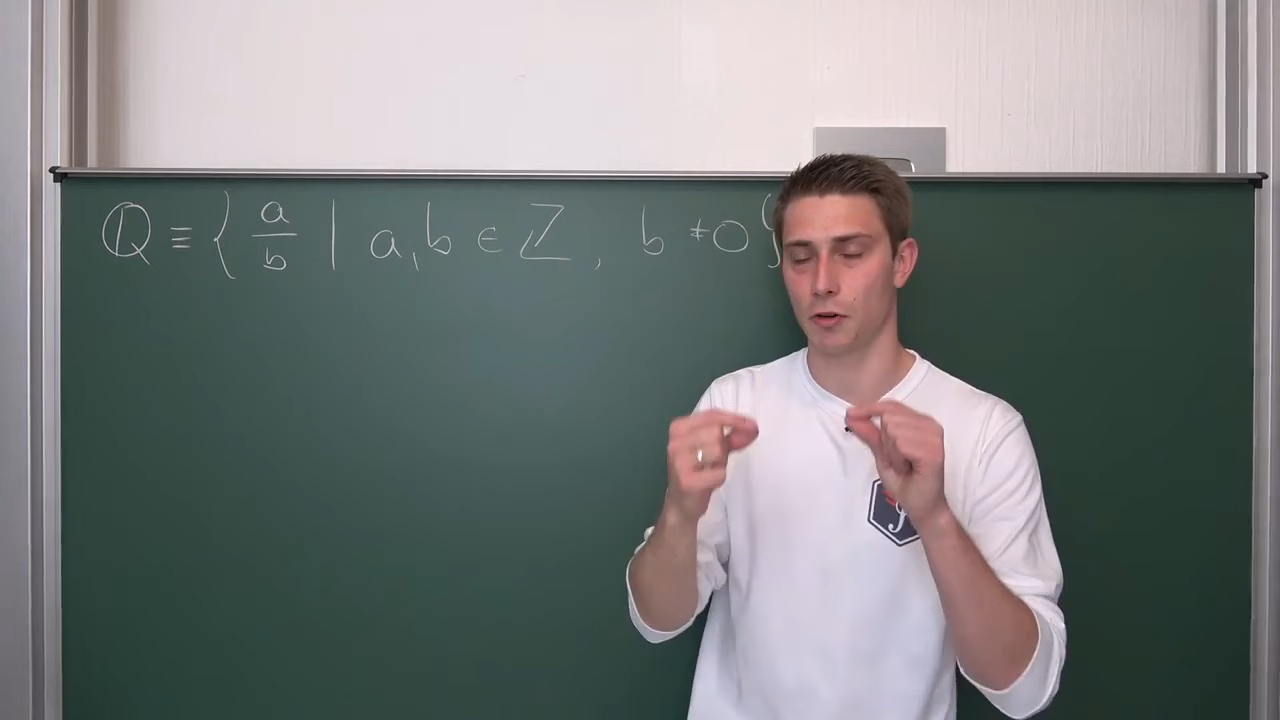 ℚ ≡ { a/b | a, b ∈ ℤ, b ≠ 0 }